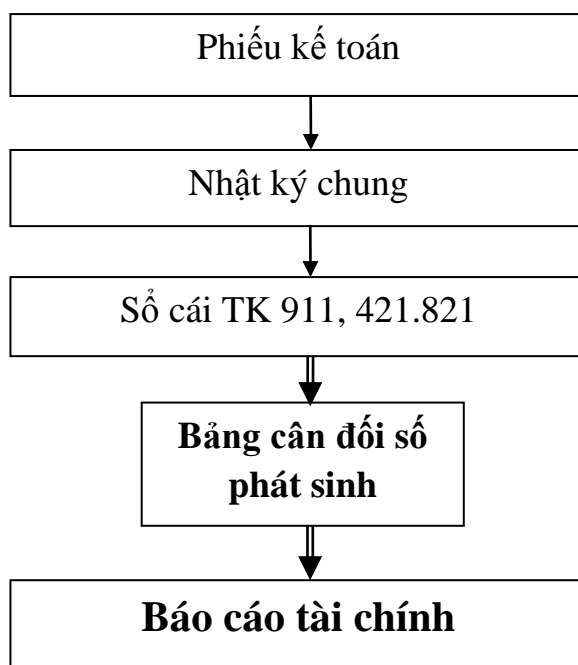 Phiếu kế toán
Nhật ký chung
Sổ cái TK 911, 421.821
Bảng cân đối số
phát sinh
Báo cáo tài chính